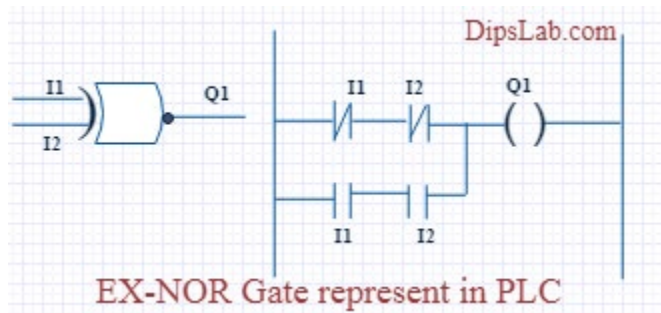 DipsLab.com
I1
I2
Q1
I1
I2
Q1
I1
I2
EX-NOR Gate represent in PLC